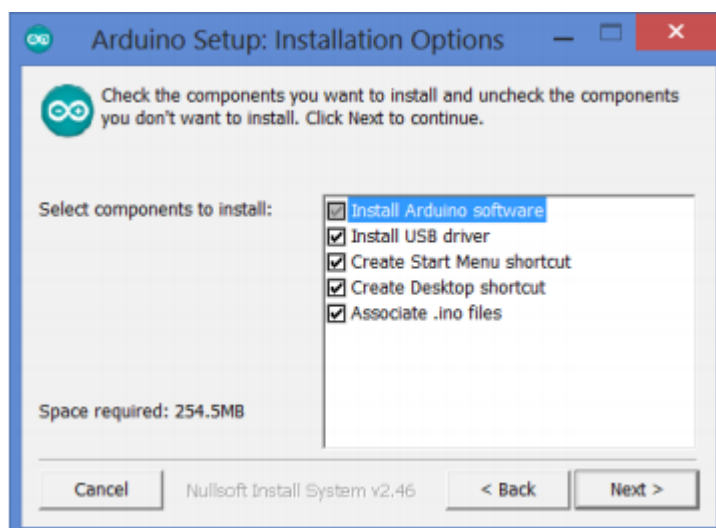 Arduino Setup: Installation Options
Check the components you want to install and uncheck the components
you don't want to install. Click Next to continue.
Select components to install:
Install Arduino software
Install USB driver
Create Start Menu shortcut
Create Desktop shortcut
Associate .ino files
Space required: 254.5MB
Cancel
Nullsoft Install System v2.46
< Back
Next >